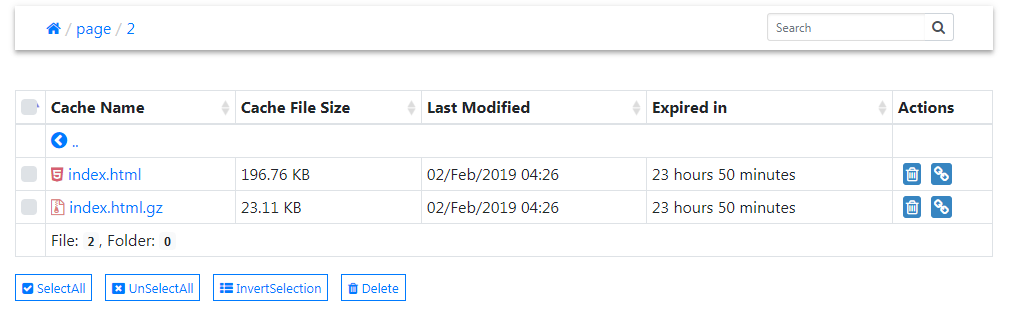 / page / 2
Search
Cache Name Cache File Size Last Modified Expired in Actions
..
index.html 196.76 KB 02/Feb/2019 04:26 23 hours 50 minutes
index.html.gz 23.11 KB 02/Feb/2019 04:26 23 hours 50 minutes
File: 2 , Folder: 0
SelectAll UnSelectAll InvertSelection Delete